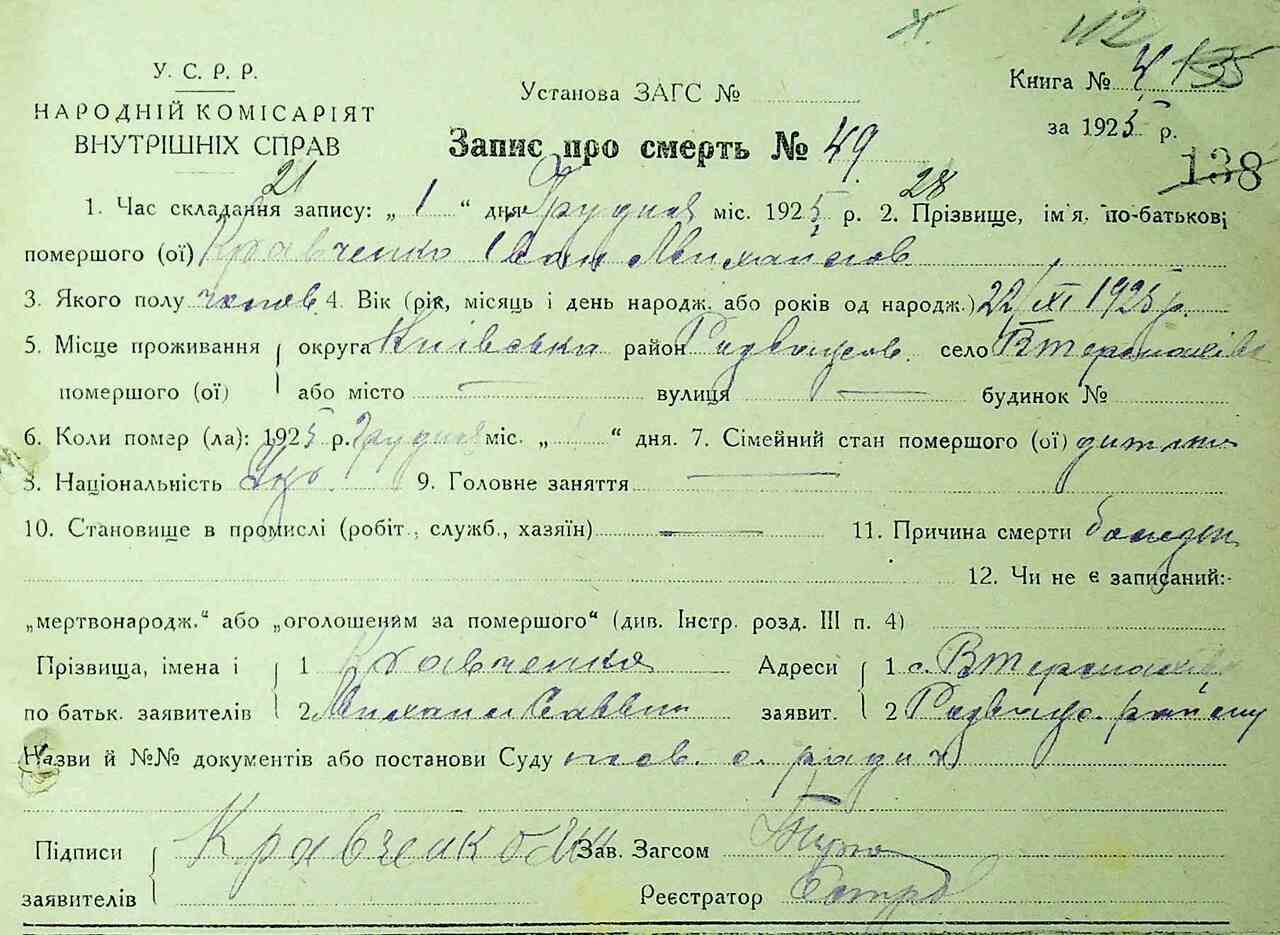 112
У. С. Р. Р.
НАРОДНІЙ КОМІСАРІЯТ
ВНУТРІШНІХ СПРАВ
Установа ЗАГС №
Книга № 4 135
за 1925 р.
Запис про смерть № 49
138
21 28
1. Час складання запису: „ 1 “ дня Грудня міс. 1925 р. 2. Прізвище, ім'я, по-батькові
помершого (ої) Кравченко Іван Михайлов
3. Якого полу чолов. 4. Вік (рік, місяць і день народж. або років од народж.) 22/XI 1925 р.
5. Місце проживання округа Київська район село
помершого (ої) або місто — вулиця — будинок №
6. Коли помер (ла): 1925 р. Грудня міс. „ “ дня. 7. Сімейний стан помершого (ої) дитина
8. Національність Укр. 9. Головне заняття —
10. Становище в промислі (робіт., служб., хазяїн) — 11. Причина смерти
12. Чи не є записаний:
„мертвонародж.“ або „оголошеним за помершого“ (див. Інстр. розд. III п. 4)
Прізвища, імена і 1 Кравченко Адреси 1 с.
по батьк. заявителів 2 Михаил Саввич заявит. 2 району
Назви й №№ документів або постанови Суду с.
Підписи Кравченко Зав. Загсом
заявителів Реєстратор